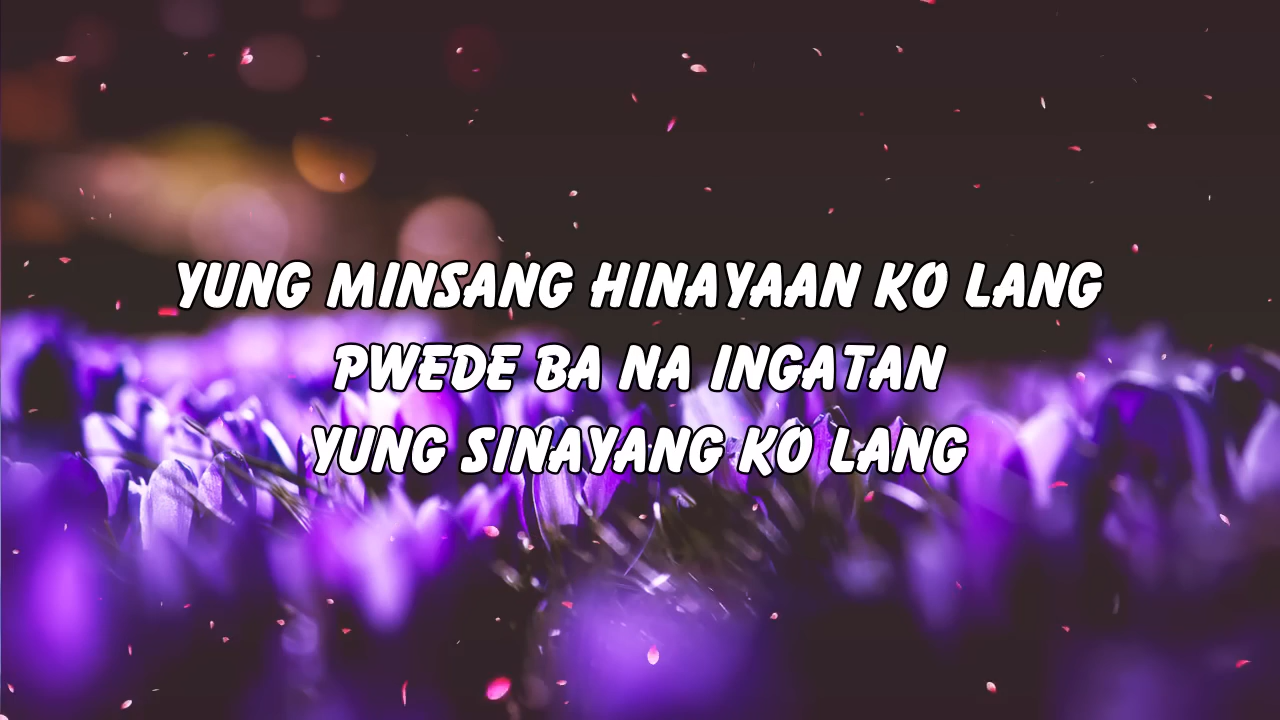 YUNG MINSANG HINAYAAN KO LANG
PWEDE BA NA INGATAN
YUNG SINAYANG KO LANG